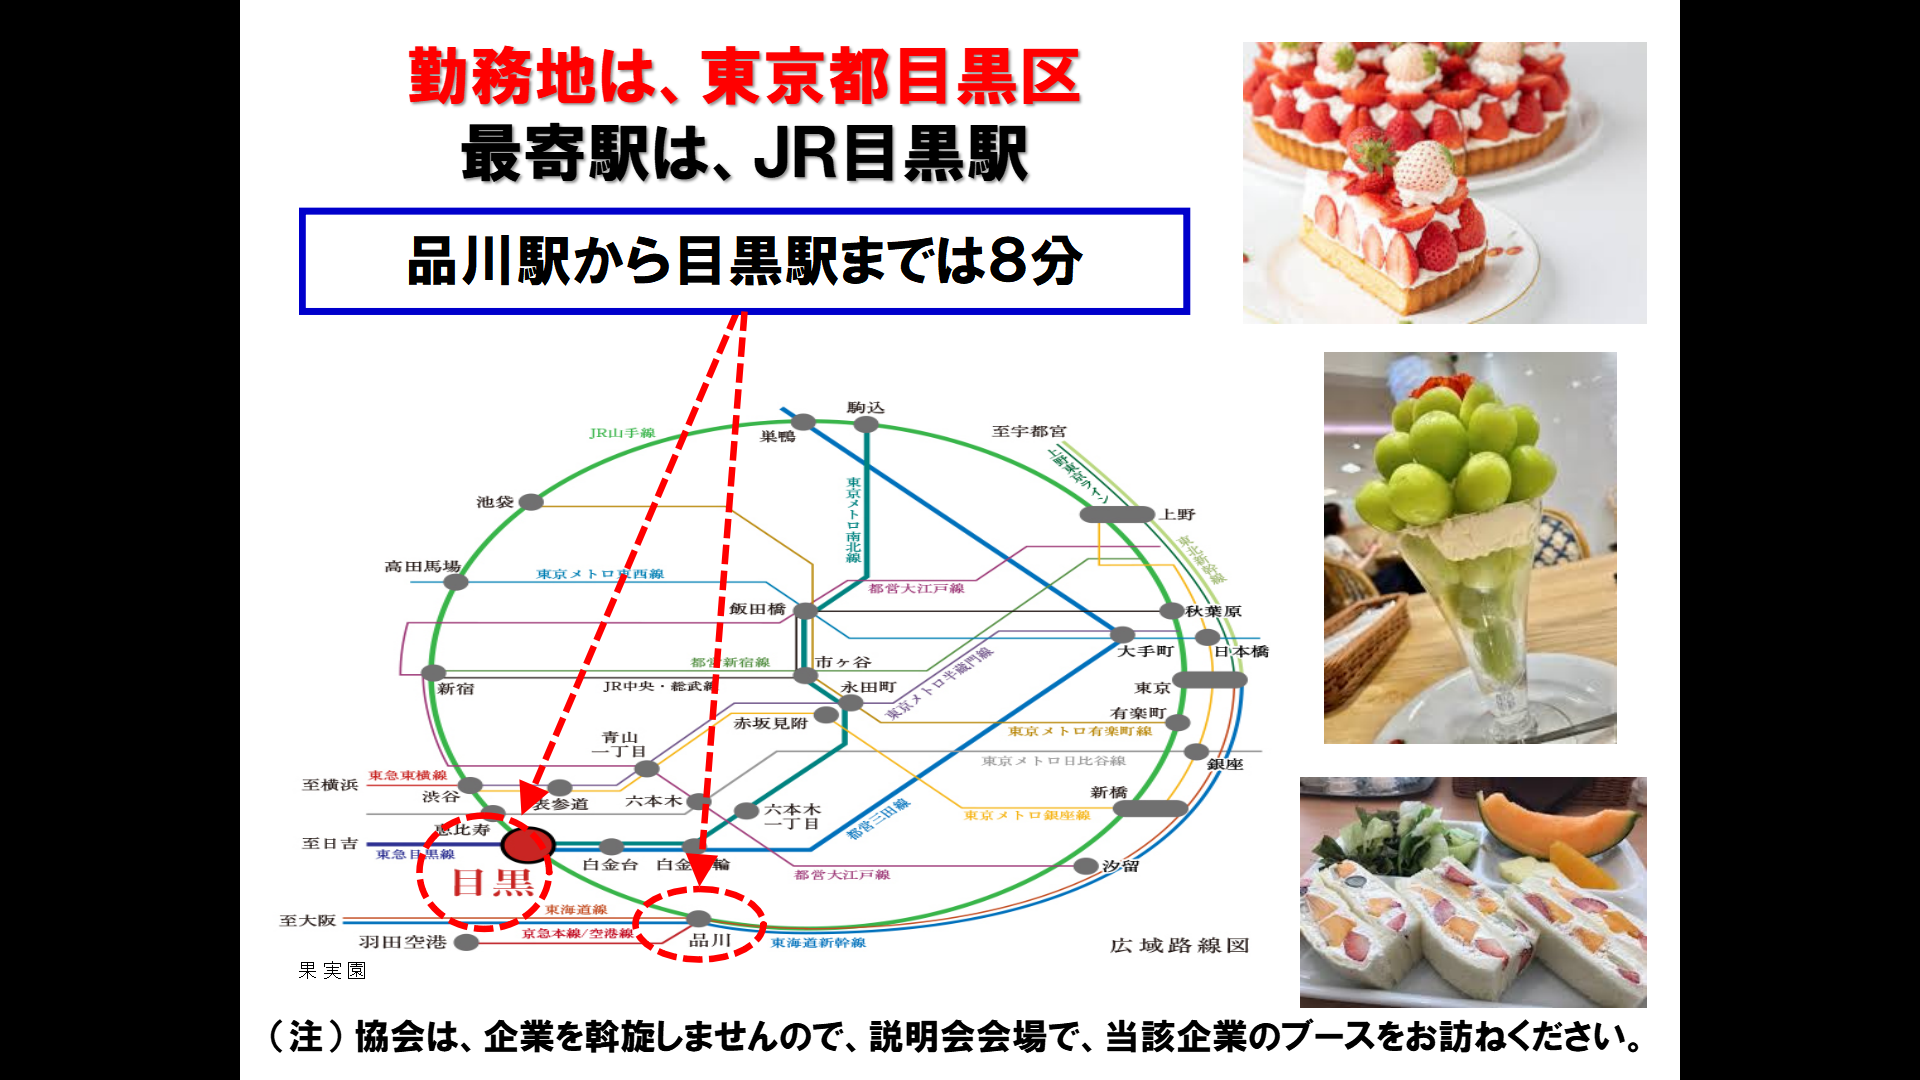 勤務地は、東京都目黒区
最寄駅は、JR目黒駅
品川駅から目黒駅までは８分
駒込
巣鴨
JR山手線
至宇都宮
上野東京ライン
東京メトロ南北線
池袋
上野
東北新幹線
高田馬場
東京メトロ東西線
都営大江戸線
飯田橋
秋葉原
大手町
日本橋
都営新宿線
市ヶ谷
東京メトロ半蔵門線
新宿
JR中央・総武線
永田町
東京
赤坂見附
有楽町
東京メトロ有楽町線
青山
一丁目
東京メトロ日比谷線
銀座
至横浜
東急東横線
渋谷
表参道
六本木
六本木
一丁目
新橋
都営三田線
東京メトロ銀座線
恵比寿
至日吉
東急目黒線
白金台
目黒
都営大江戸線
汐留
至大阪
東海道線
京急本線/空港線
羽田空港
品川
東海道新幹線
広域路線図
果実園
（注）協会は、企業を斡旋しませんので、説明会会場で、当該企業のブースをお訪ねください。